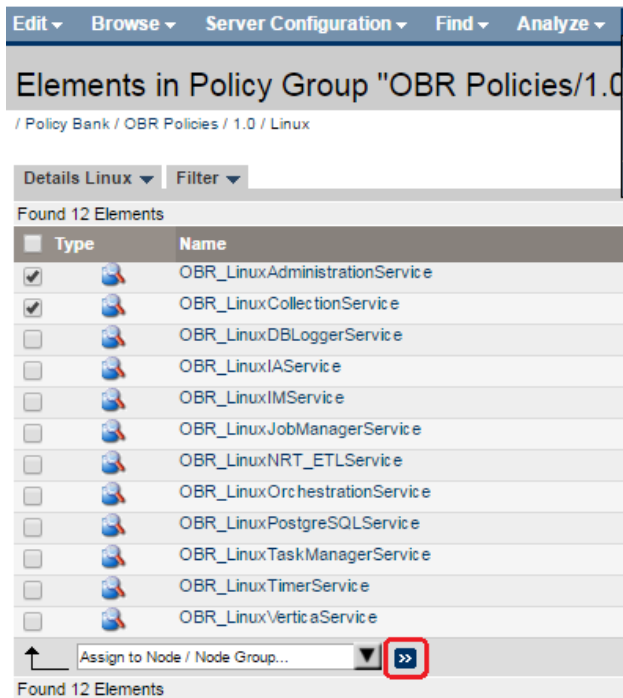 Edit Browse Server Configuration Find Analyze
Elements in Policy Group "OBR Policies/1.0
/ Policy Bank / OBR Policies / 1.0 / Linux
Details Linux Filter
Found 12 Elements
Type Name
OBR_LinuxAdministrationService
OBR_LinuxCollectionService
OBR_LinuxDBLoggerService
OBR_LinuxIAService
OBR_LinuxIMService
OBR_LinuxJobManagerService
OBR_LinuxNRT_ETLService
OBR_LinuxOrchestrationService
OBR_LinuxPostgreSQLService
OBR_LinuxTaskManagerService
OBR_LinuxTimerService
OBR_LinuxVerticaService
Assign to Node / Node Group... >>
Found 12 Elements